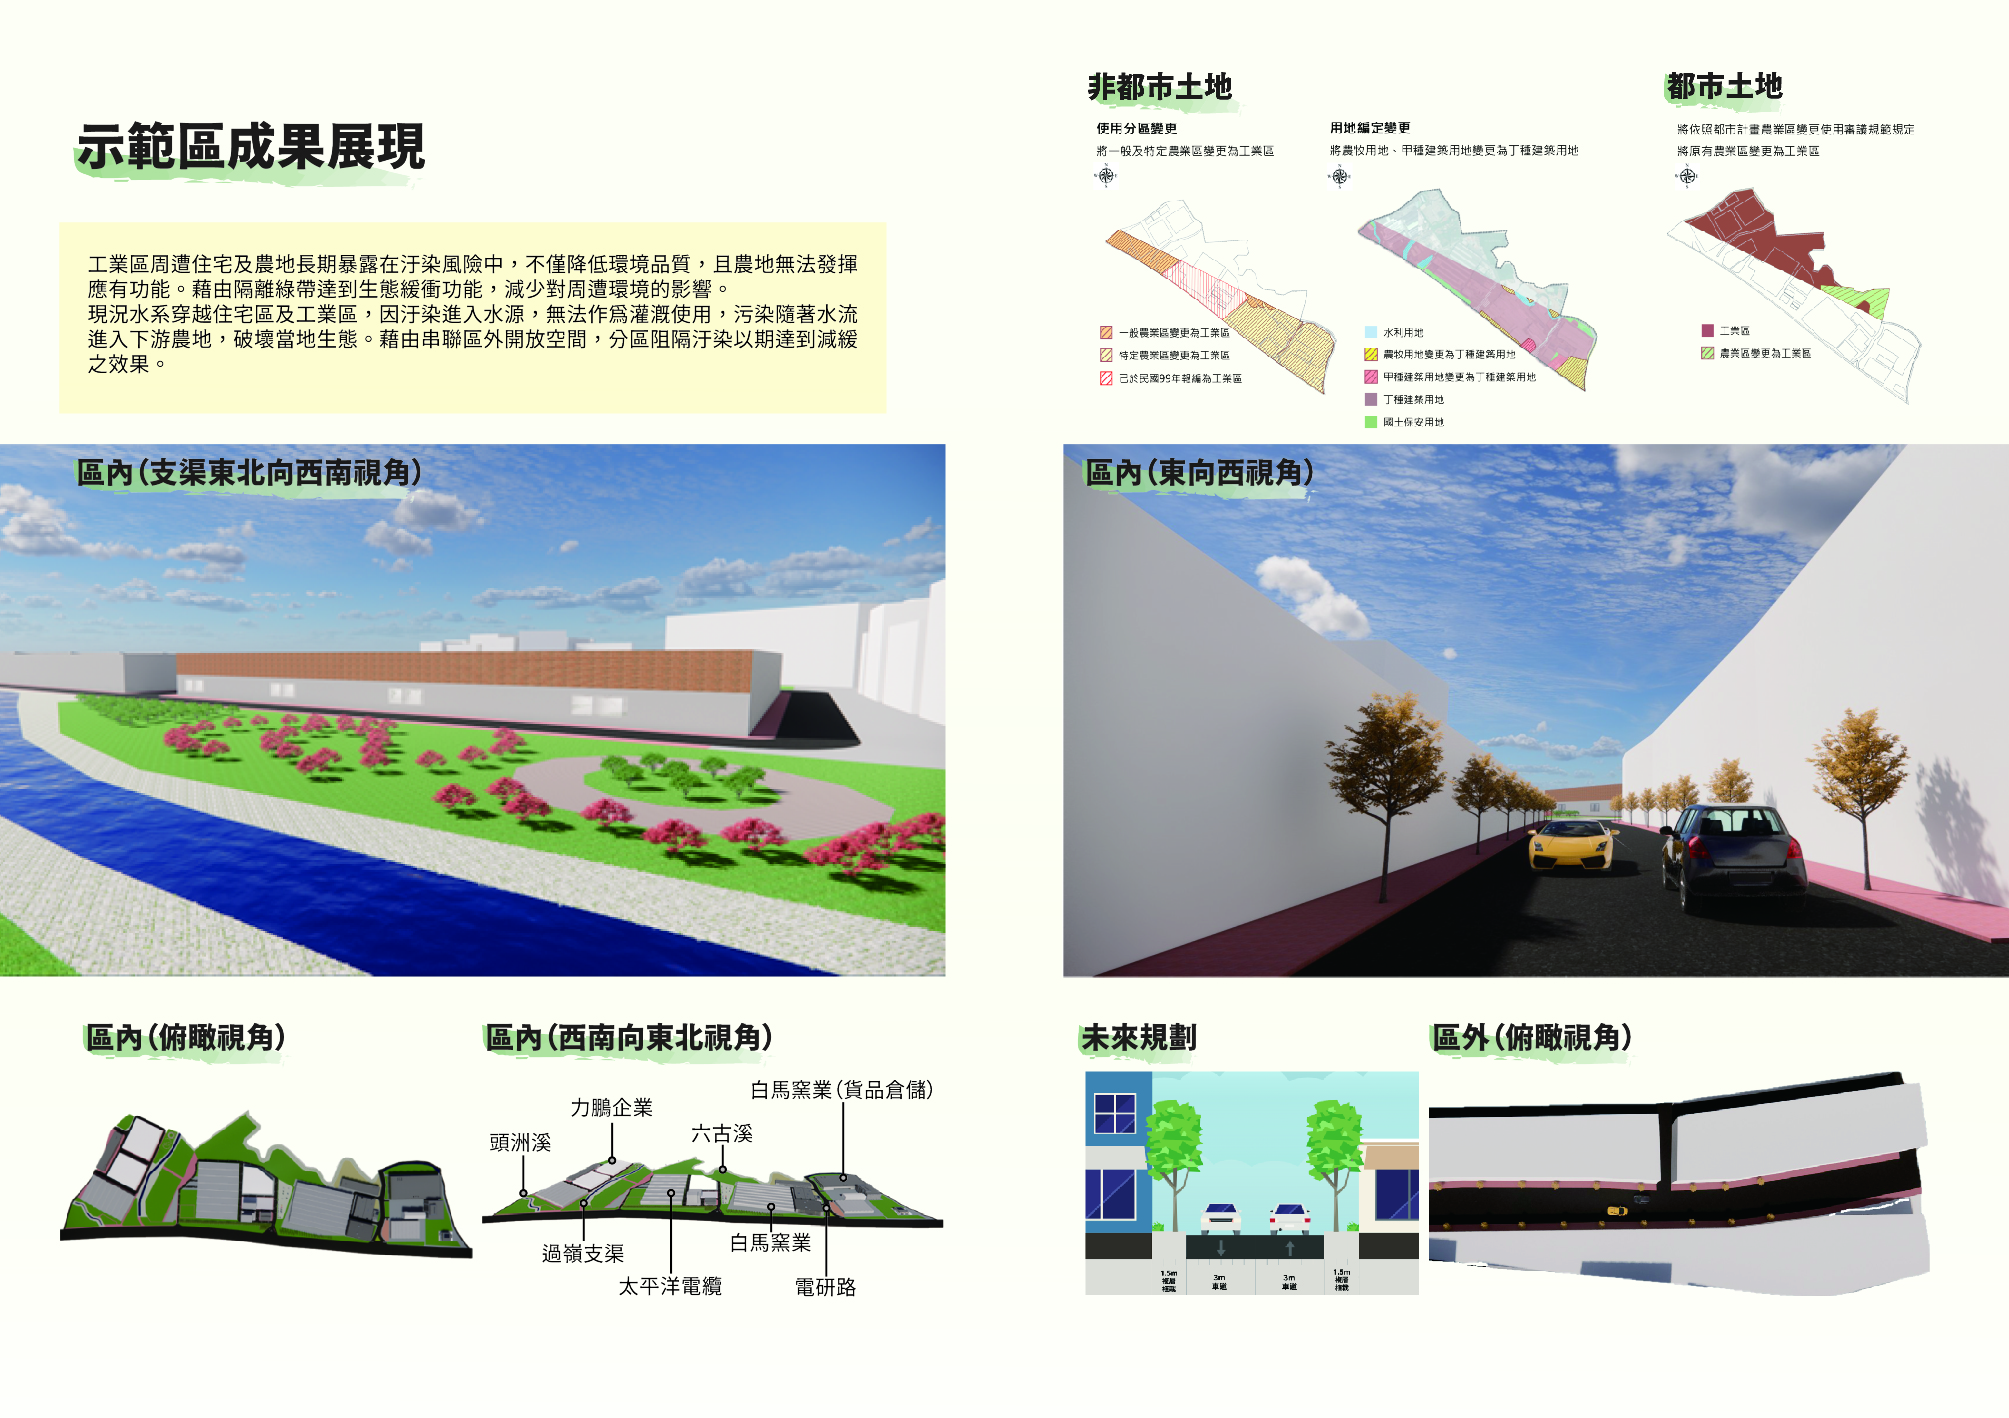 示範區成果展現
工業區周遭住宅及農地長期暴露在汙染風險中，不僅降低環境品質，且農地無法發揮
應有功能。藉由隔離綠帶達到生態緩衝功能，減少對周遭環境的影響。
現況水系穿越住宅區及工業區，因汙染進入水源，無法作為灌溉使用，污染隨著水流
進入下游農地，破壞當地生態。藉由串聯區外開放空間，分區阻隔汙染以期達到減緩
之效果。
非都市土地
使用分區變更
將一般及特定農業區變更為工業區
一般農業區變更為工業區
特定農業區變更為工業區
已於民國99年報編為工業區
用地編定變更
將農牧用地、甲種建築用地變更為丁種建築用地
水利用地
農牧用地變更為丁種建築用地
甲種建築用地變更為丁種建築用地
丁種建築用地
國土保安用地
都市土地
將依照都市計畫農業區變更使用審議規範規定
將原有農業區變更為工業區
工業區
農業區變更為工業區
區內（支渠東北向西南視角）
區內（東向西視角）
區內（俯瞰視角）
區內（西南向東北視角）
白馬窯業（貨品倉儲）
力鵬企業
六古溪
頭洲溪
過嶺支渠
白馬窯業
太平洋電纜
電研路
未來規劃
1.5m
3m
車道
3m
車道
1.5m
區外（俯瞰視角）